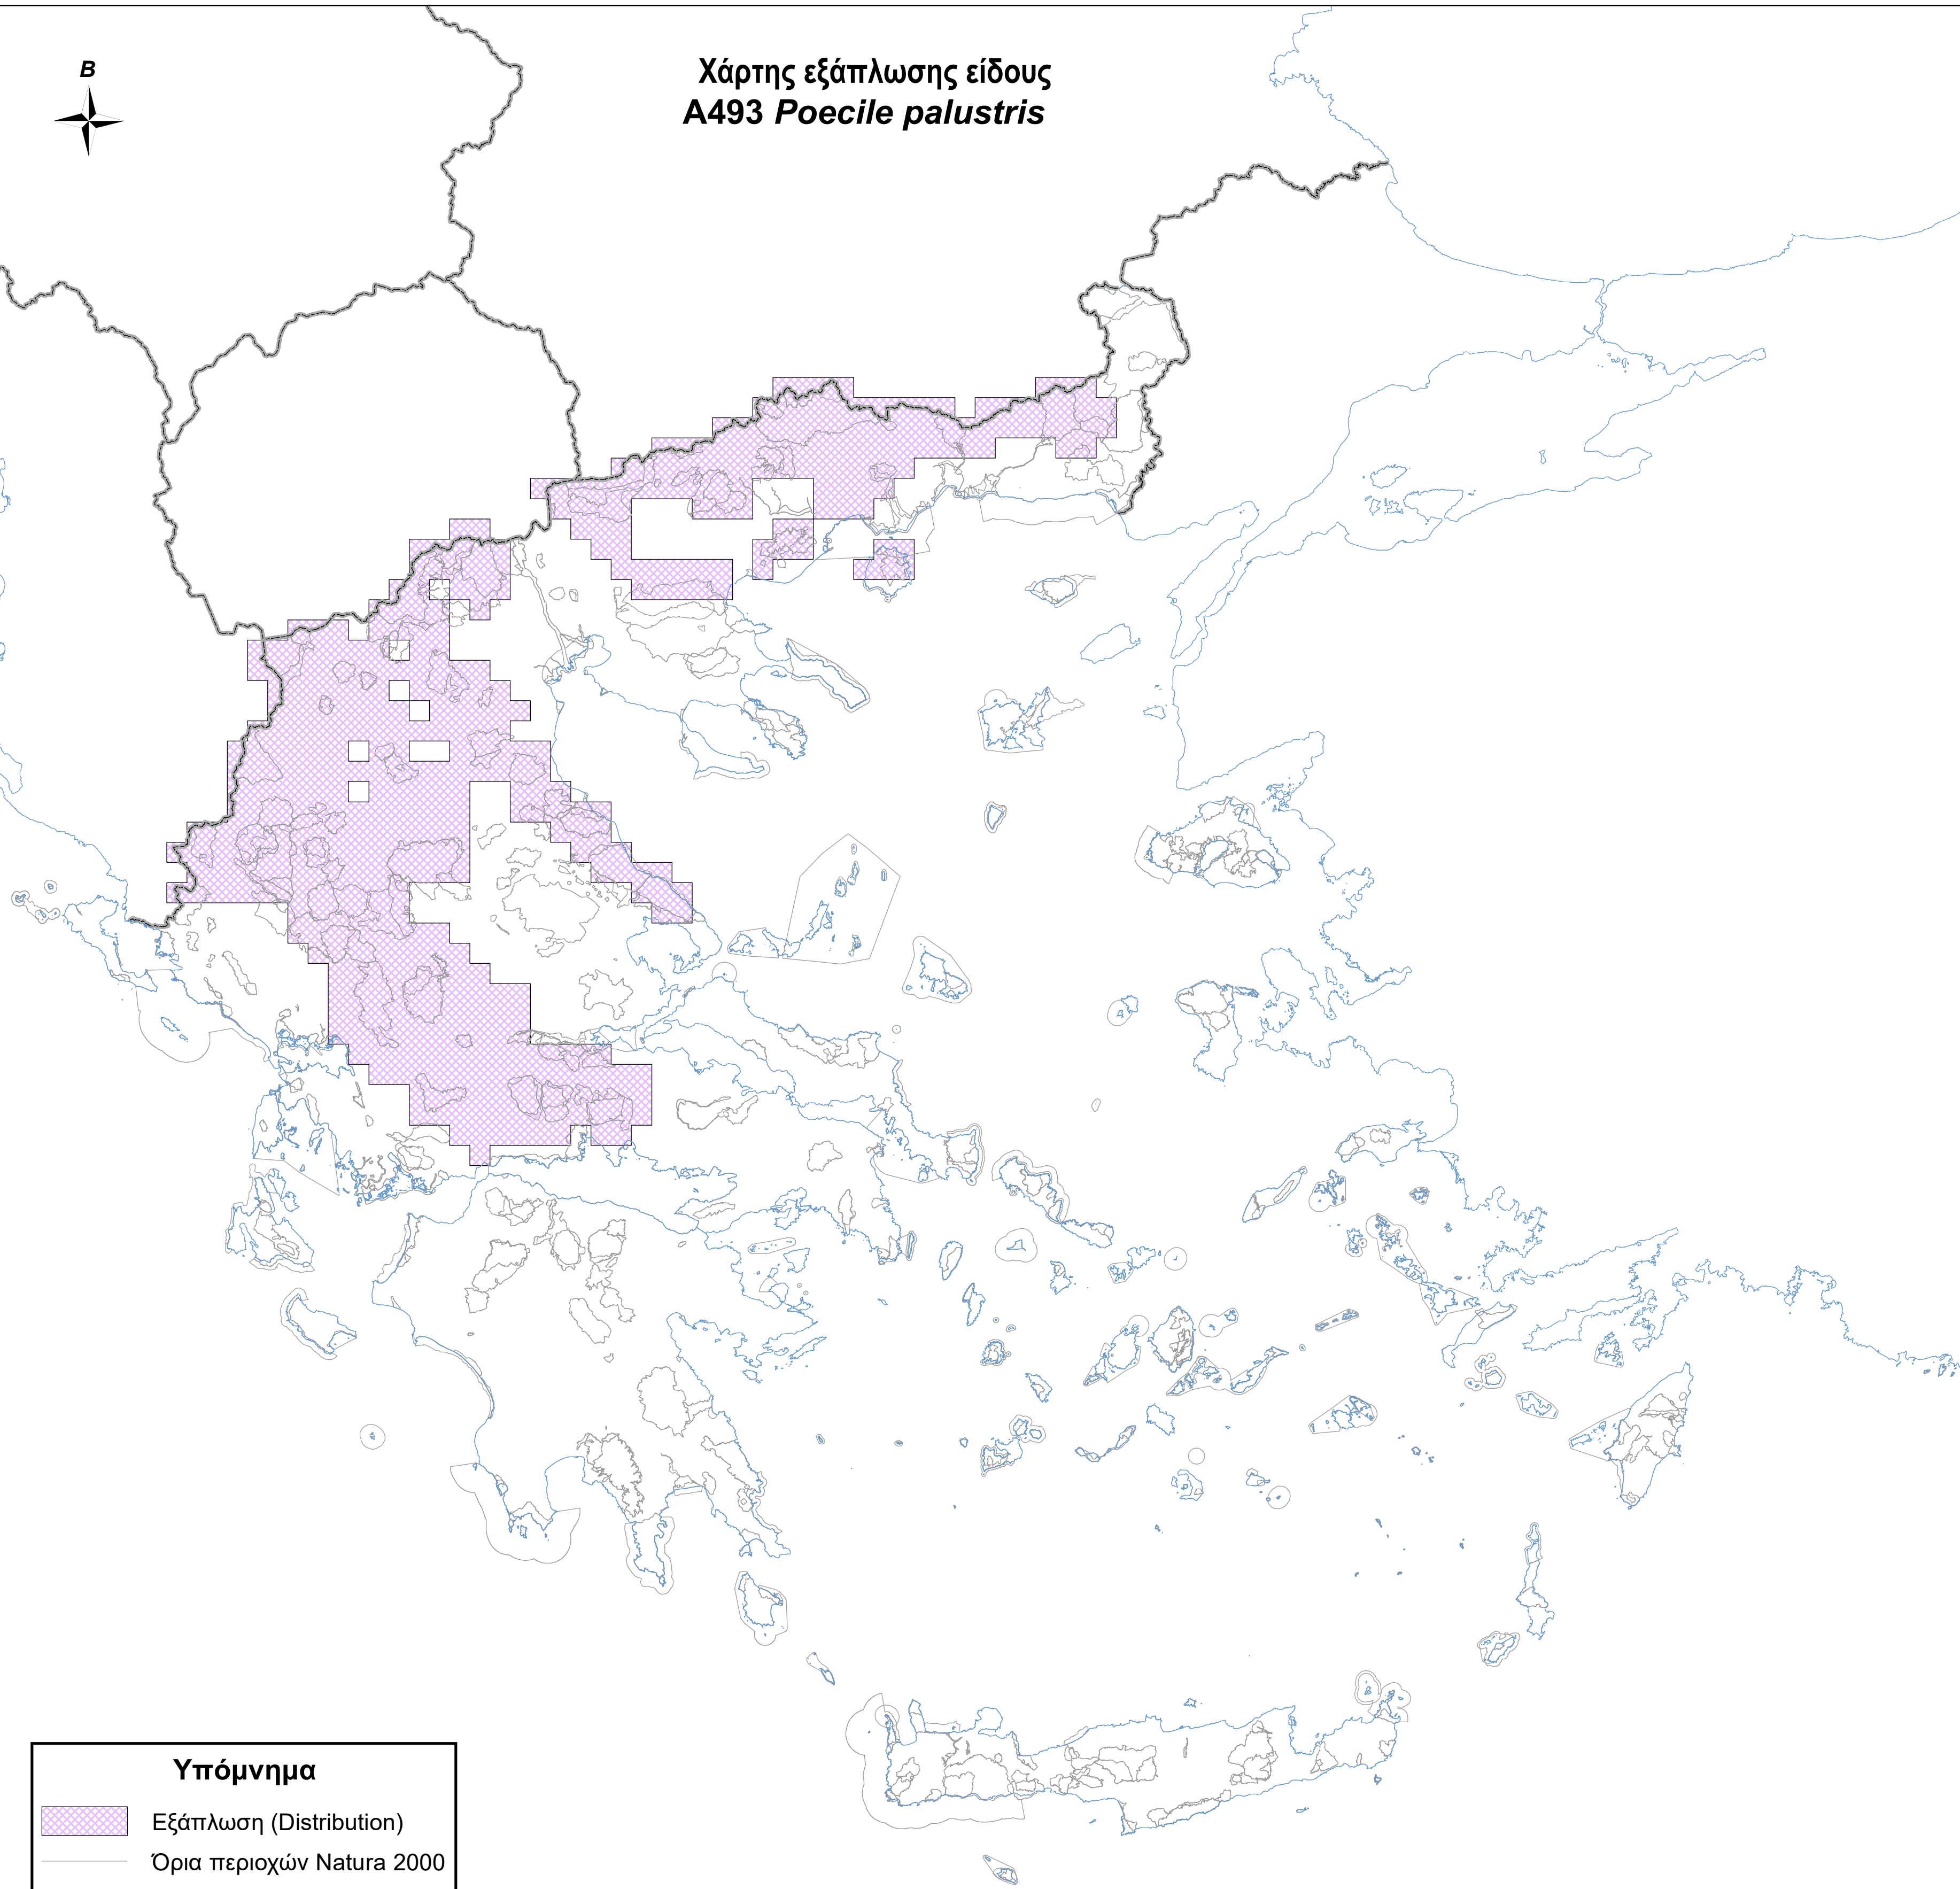 Β
Χάρτης εξάπλωσης είδους
A493 Poecile palustris
Υπόμνημα
Εξάπλωση (Distribution)
Όρια περιοχών Natura 2000